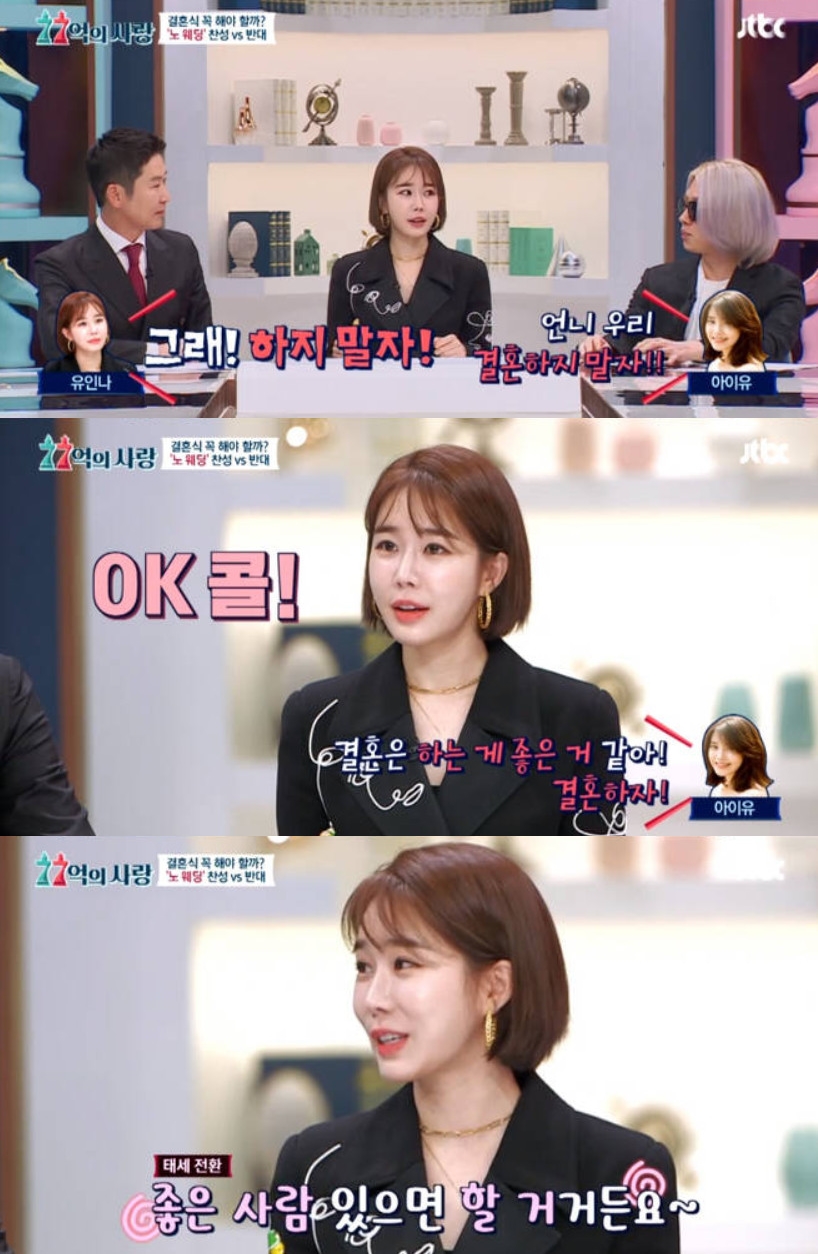 77억의 사랑
결혼식 꼭 해야 할까?
'노 웨딩' 찬성 vs 반대
jtbc
그래! 하지 말자!
유인나
언니 우리
결혼하지 말자!!
아이유
77억의 사랑
결혼식 꼭 해야 할까?
'노 웨딩' 찬성 vs 반대
jtbc
OK 콜!
결혼은 하는 게 좋은 거 같아!
결혼하자!
아이유
77억의 사랑
결혼식 꼭 해야 할까?
'노 웨딩' 찬성 vs 반대
태세 전환
좋은 사람 있으면 할 거거든요~